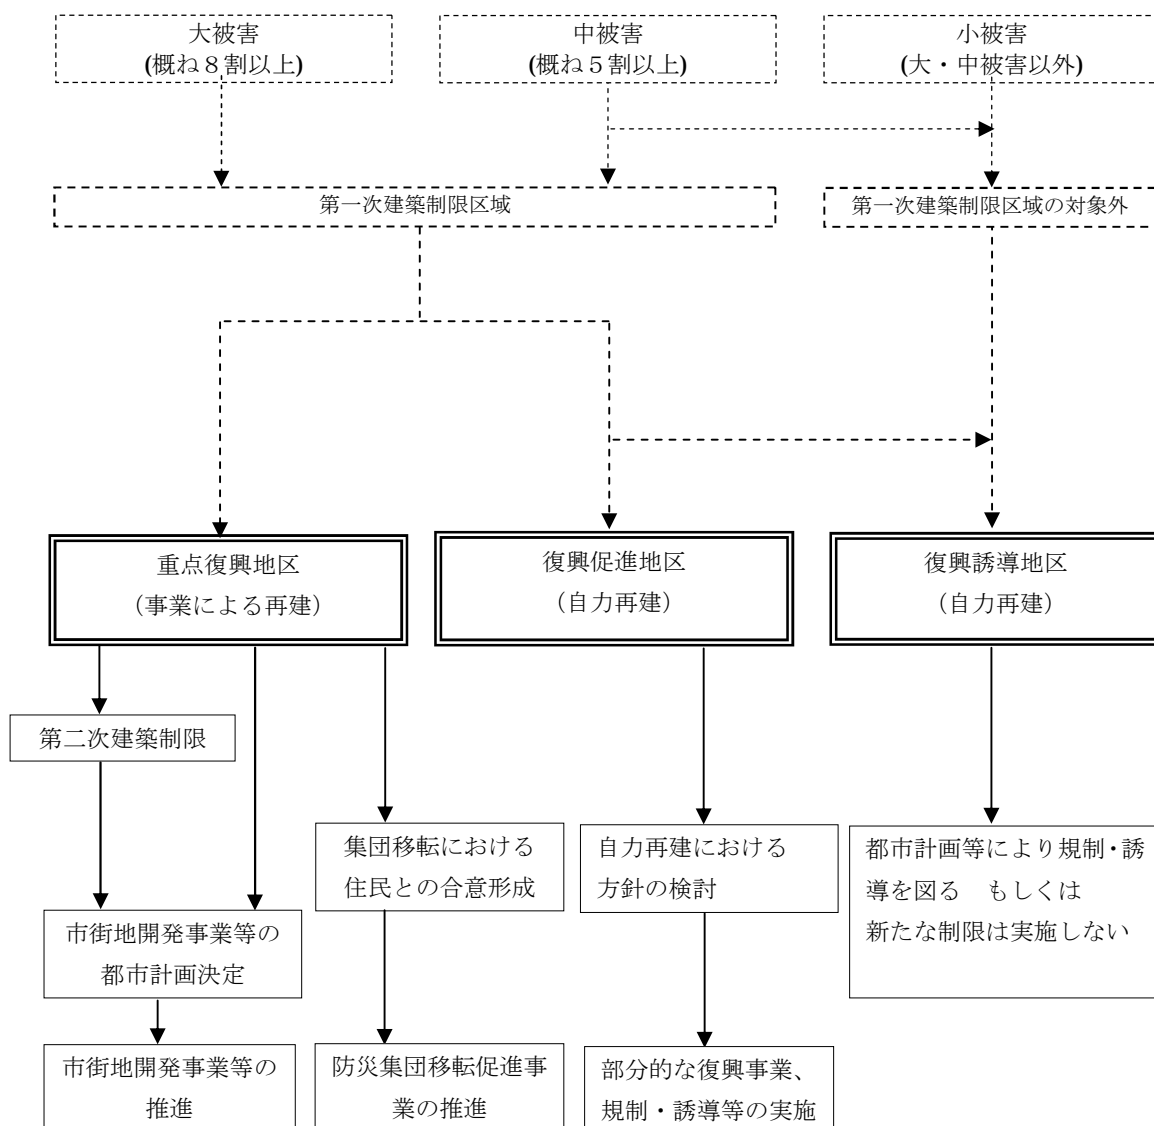 大被害
(概ね８割以上)
中被害
(概ね５割以上)
小被害
(大・中被害以外)
第一次建築制限区域
第一次建築制限区域の対象外
重点復興地区
（事業による再建）
復興促進地区
（自力再建）
復興誘導地区
（自力再建）
第二次建築制限
集団移転における
住民との合意形成
自力再建における
方針の検討
都市計画等により規制・誘
導を図る　もしくは
新たな制限は実施しない
市街地開発事業等の
都市計画決定
市街地開発事業等の
推進
防災集団移転促進事
業の推進
部分的な復興事業、
規制・誘導等の実施